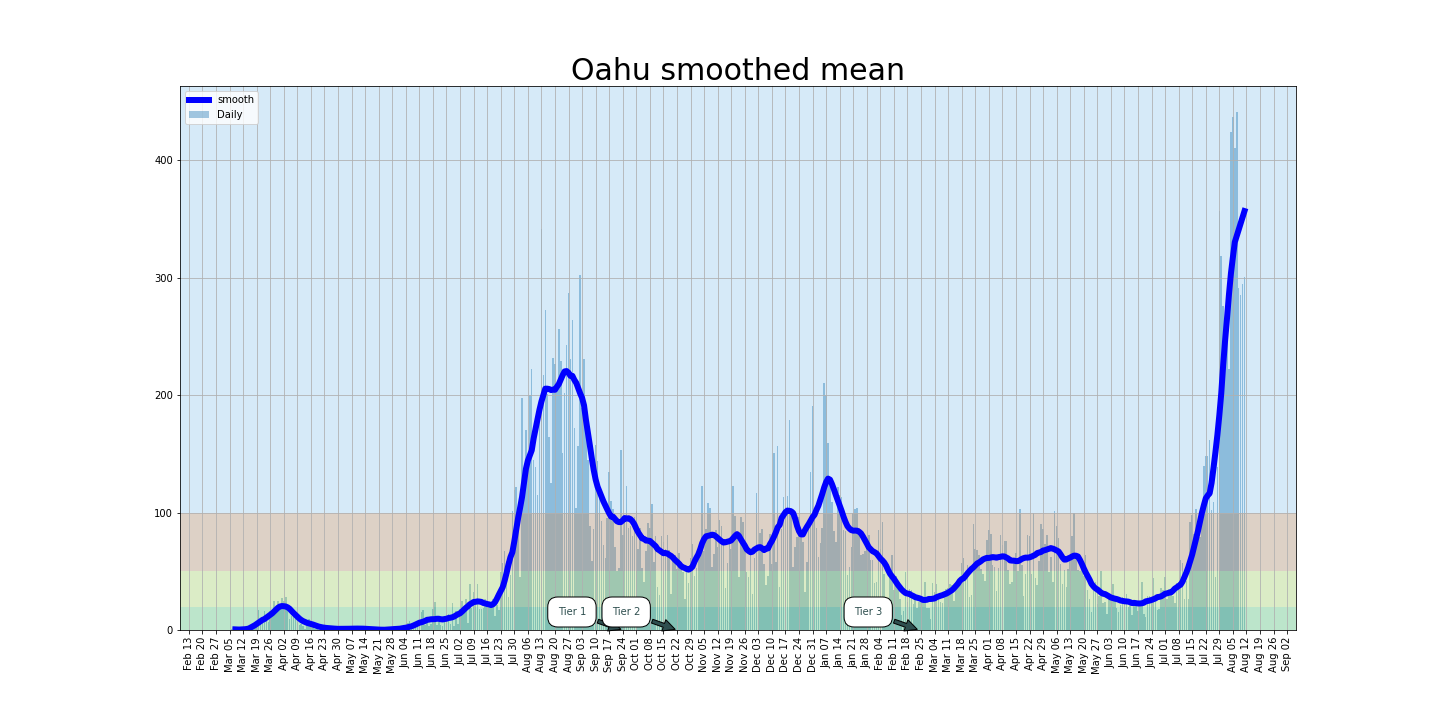 Oahu smoothed mean
smooth
Daily
400
300
200
100
0
Tier 1
Tier 2
Tier 3
Feb 13
Feb 20
Feb 27
Mar 05
Mar 12
Mar 19
Mar 26
Apr 02
Apr 09
Apr 16
Apr 23
Apr 30
May 07
May 14
May 21
May 28
Jun 04
Jun 11
Jun 18
Jun 25
Jul 02
Jul 09
Jul 16
Jul 23
Jul 30
Aug 06
Aug 13
Aug 20
Aug 27
Sep 03
Sep 10
Sep 17
Sep 24
Oct 01
Oct 08
Oct 15
Oct 22
Oct 29
Nov 05
Nov 12
Nov 19
Nov 26
Dec 03
Dec 10
Dec 17
Dec 24
Dec 31
Jan 07
Jan 14
Jan 21
Jan 28
Feb 04
Feb 11
Feb 18
Feb 25
Mar 04
Mar 11
Mar 18
Mar 25
Apr 01
Apr 08
Apr 15
Apr 22
Apr 29
May 06
May 13
May 20
May 27
Jun 03
Jun 10
Jun 17
Jun 24
Jul 01
Jul 08
Jul 15
Jul 22
Jul 29
Aug 05
Aug 12
Aug 19
Aug 26
Sep 02